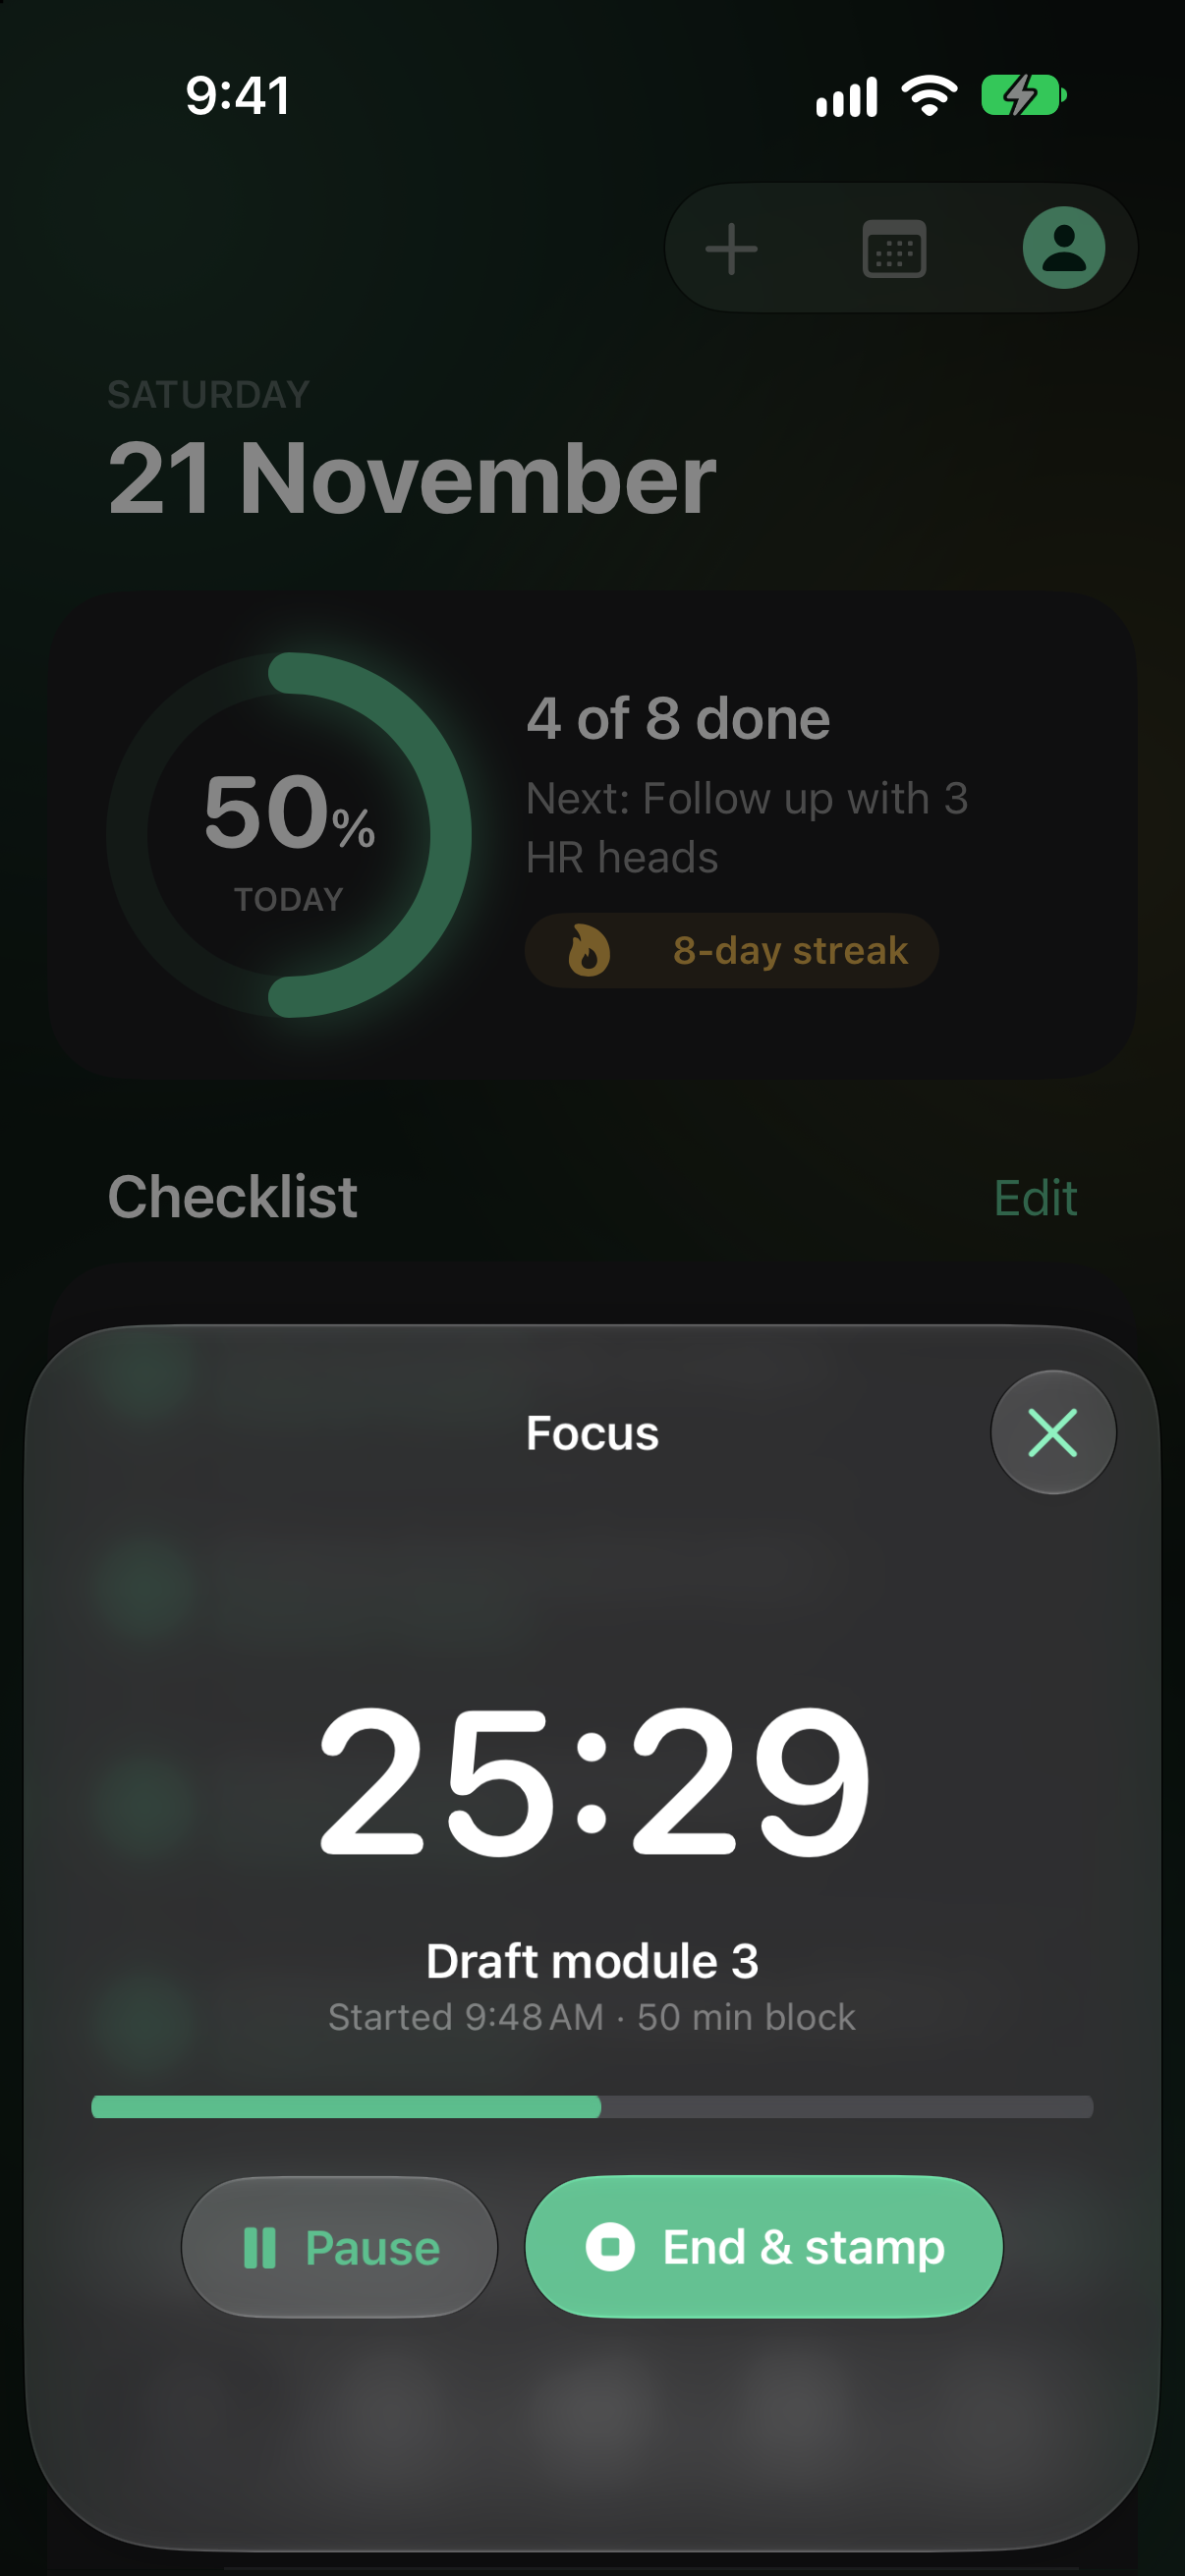 9:41
SATURDAY
21 November
50%
TODAY
4 of 8 done
Next: Follow up with 3
HR heads
8-day streak
Checklist
Edit
Focus
25:29
Draft module 3
Started 9:48 AM · 50 min block
Pause
End & stamp